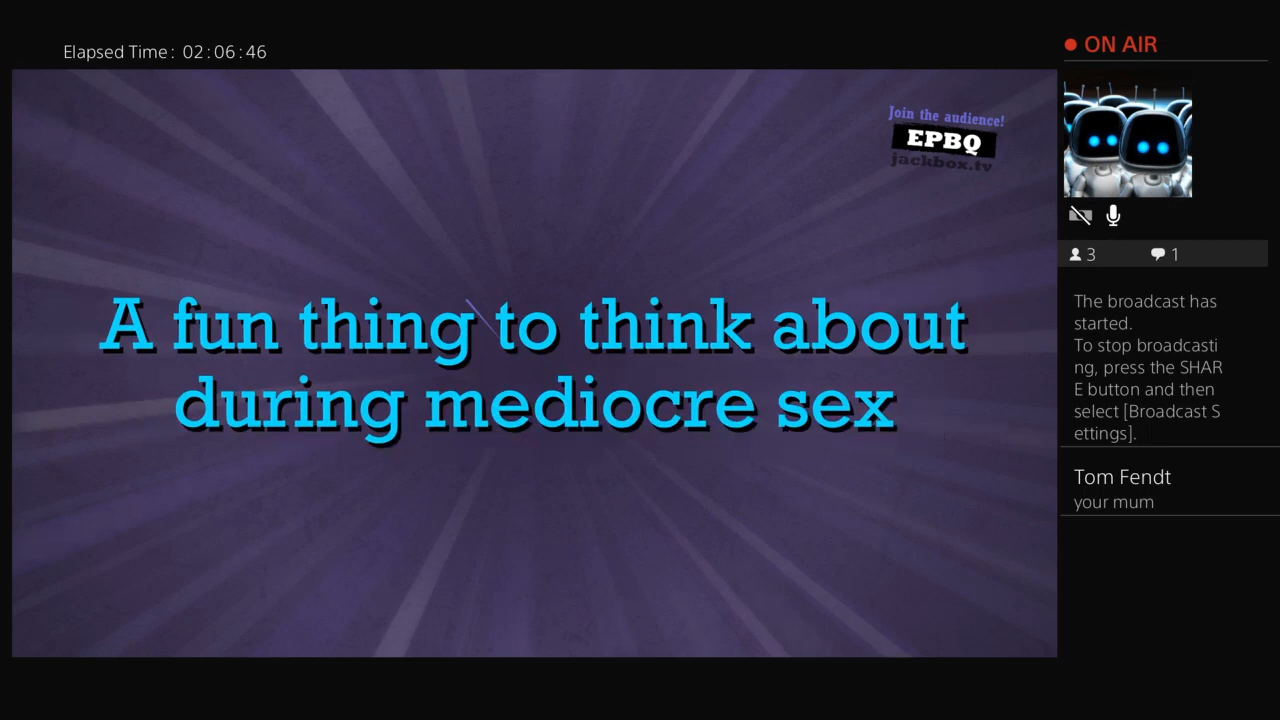 Elapsed Time: 02:06:46
ON AIR
Join the audience!
EPBQ
jackbox.tv
A fun thing to think about
during mediocre sex
3
1
The broadcast has
started.
To stop broadcasti
ng, press the SHAR
E button and then
select [Broadcast S
ettings].
Tom Fendt
your mum